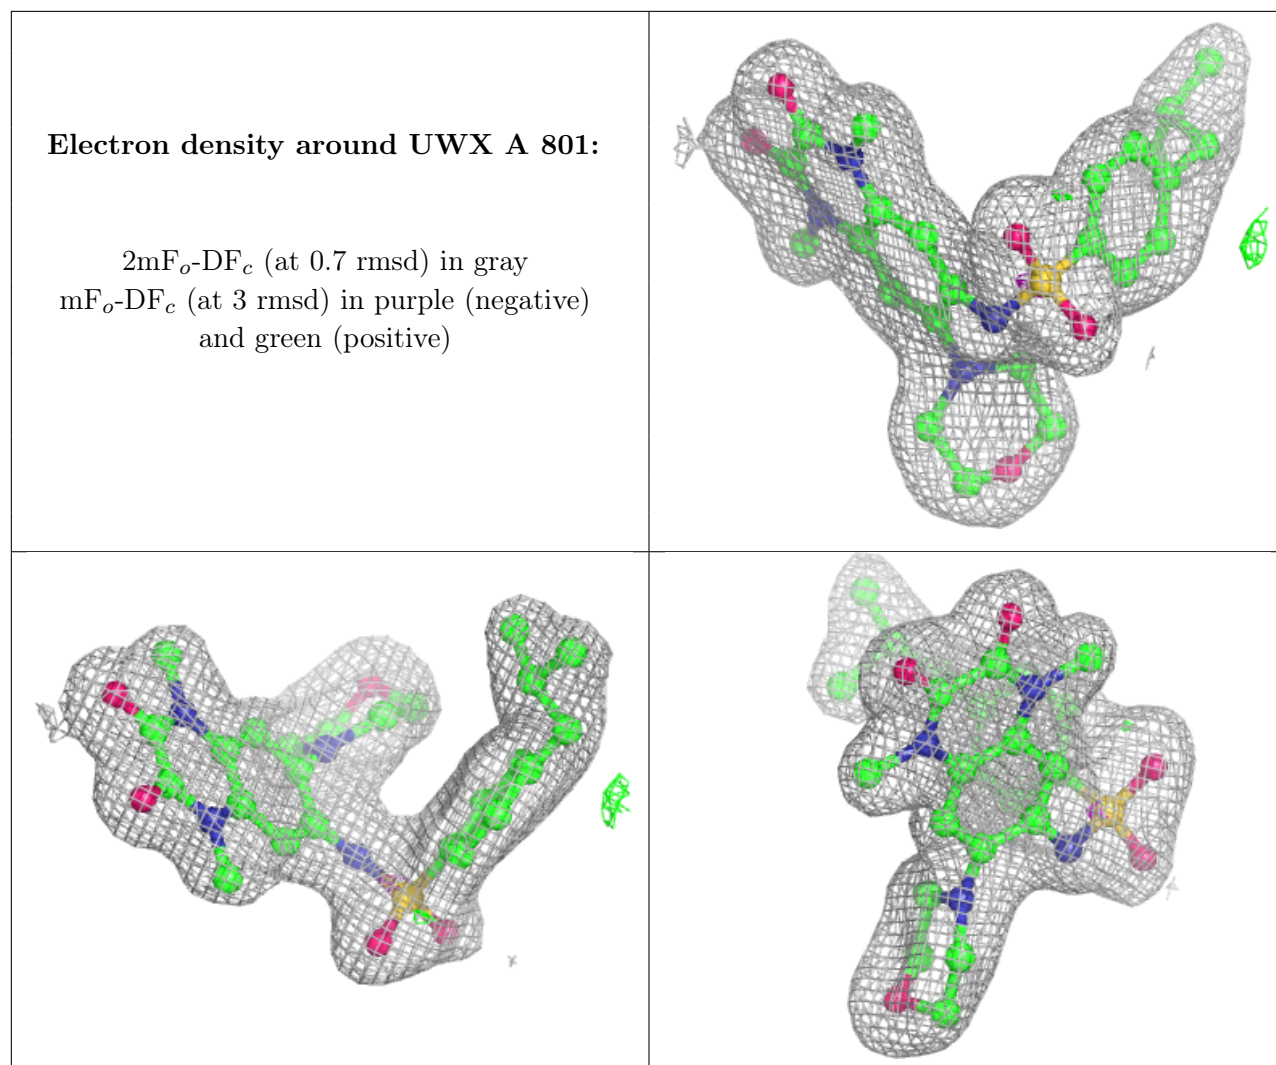 Electron density around UWX A 801:
2mFₒ-DF𝑐 (at 0.7 rmsd) in gray
mFₒ-DF𝑐 (at 3 rmsd) in purple (negative)
and green (positive)